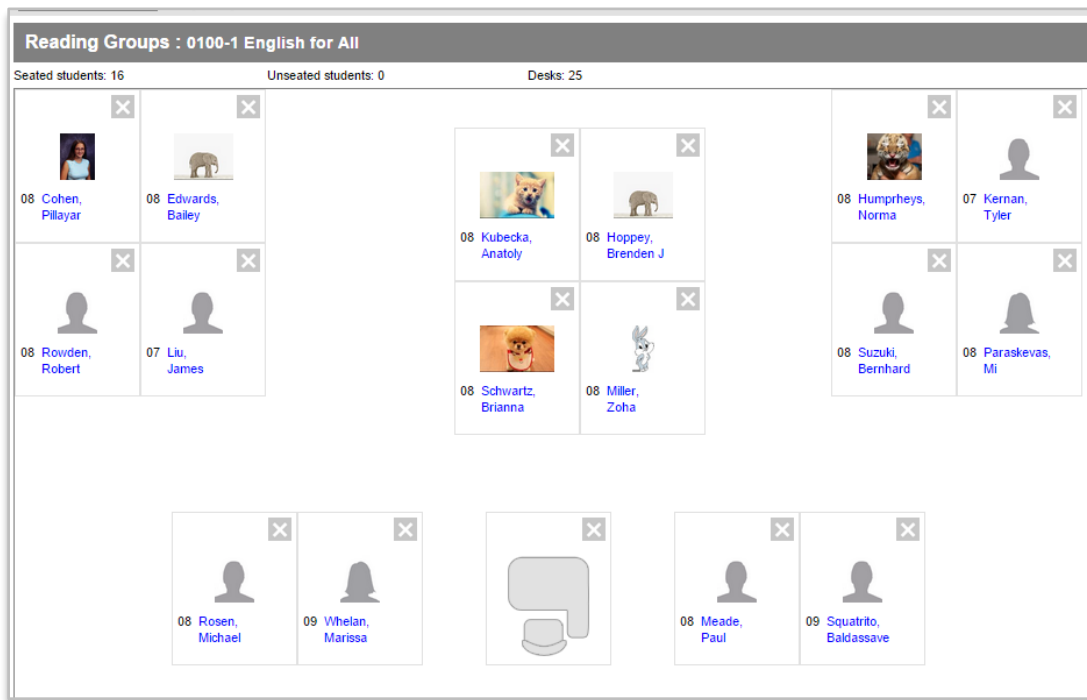 Reading Groups : 0100-1 English for All
Seated students: 16 Unseated students: 0 Desks: 25
08 Cohen,
Pillayar
08 Edwards,
Bailey
08 Kubecka,
Anatoly
08 Hoppey,
Brenden J
08 Humprheys,
Norma
07 Kernan,
Tyler
08 Rowden,
Robert
07 Liu,
James
08 Schwartz,
Brianna
08 Miller,
Zoha
08 Suzuki,
Bernhard
08 Paraskevas,
Mi
08 Rosen,
Michael
09 Whelan,
Marissa
08 Meade,
Paul
09 Squatrito,
Baldassave